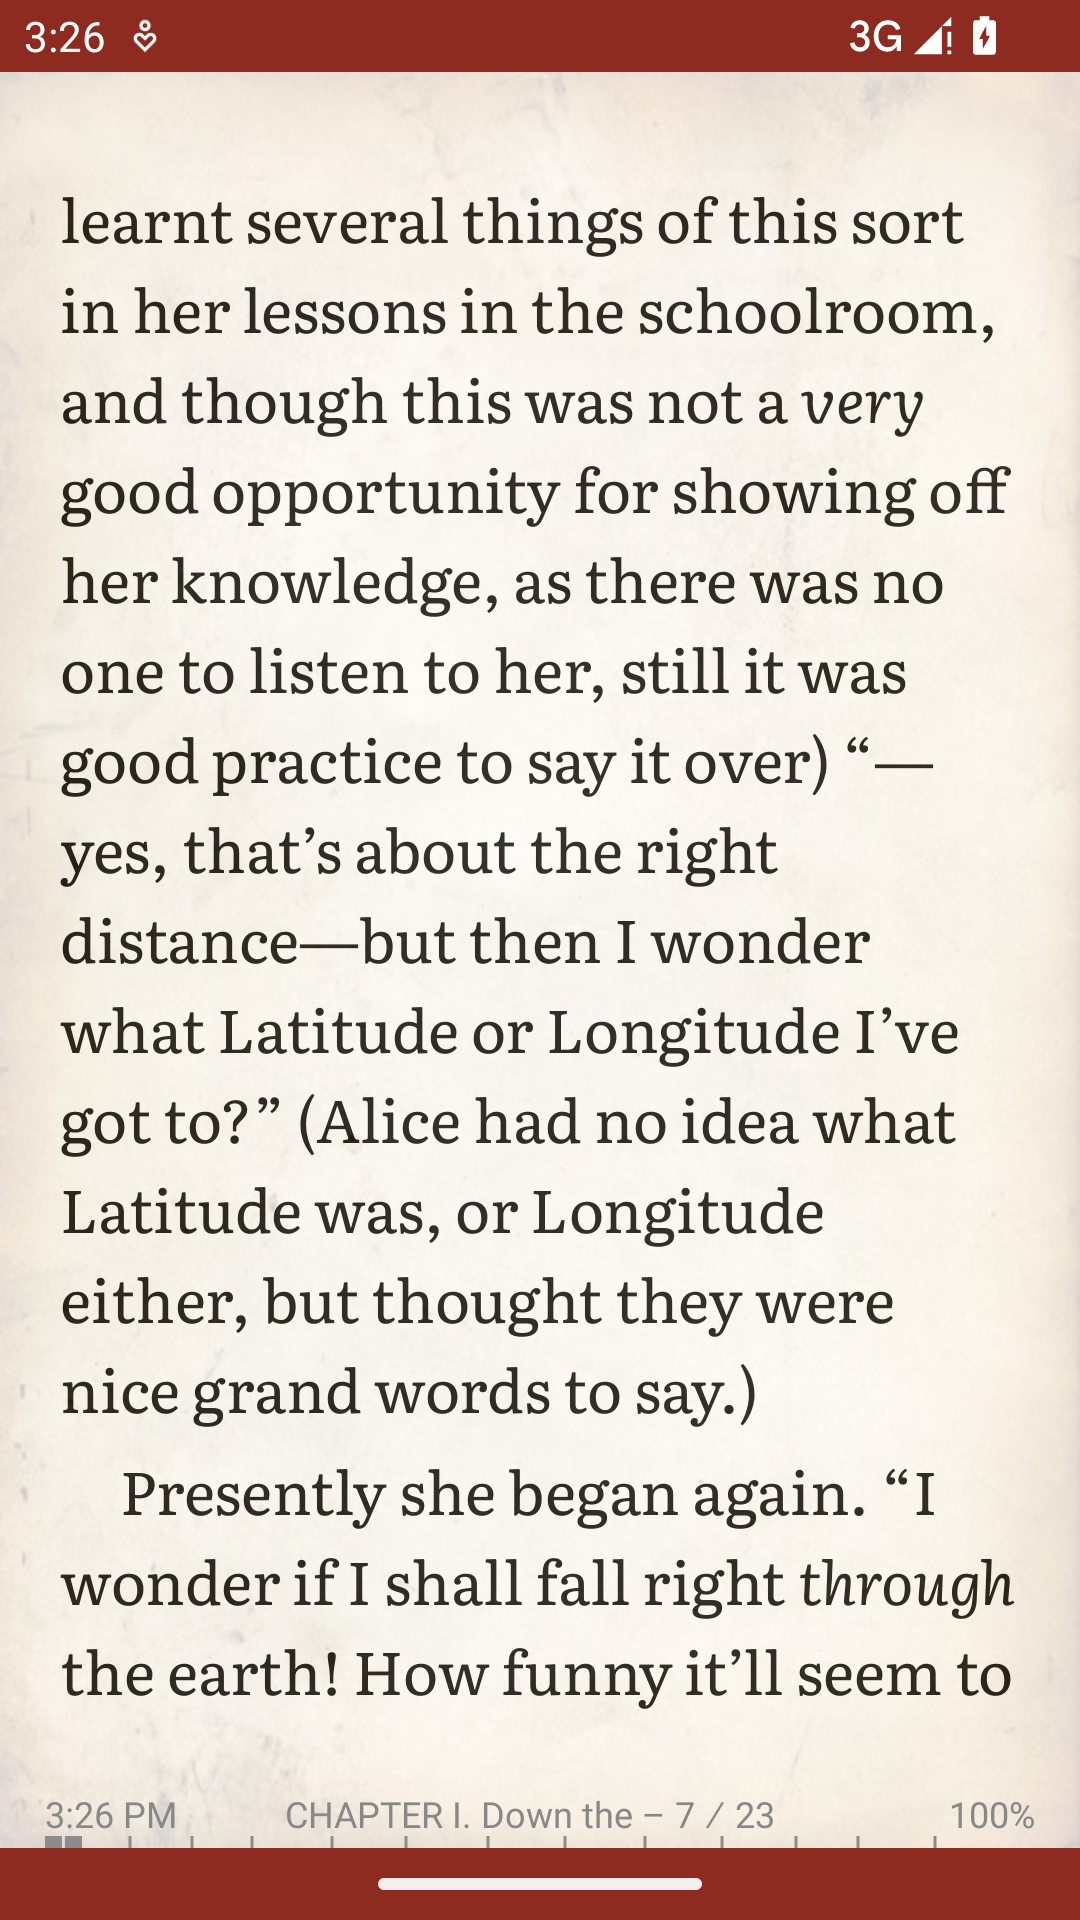 3:26
3G
learnt several things of this sort
in her lessons in the schoolroom,
and though this was not a very
good opportunity for showing off
her knowledge, as there was no
one to listen to her, still it was
good practice to say it over) “—
yes, that’s about the right
distance—but then I wonder
what Latitude or Longitude I’ve
got to?” (Alice had no idea what
Latitude was, or Longitude
either, but thought they were
nice grand words to say.)
Presently she began again. “I
wonder if I shall fall right through
the earth! How funny it’ll seem to
3:26 PM CHAPTER I. Down the – 7 / 23 100%